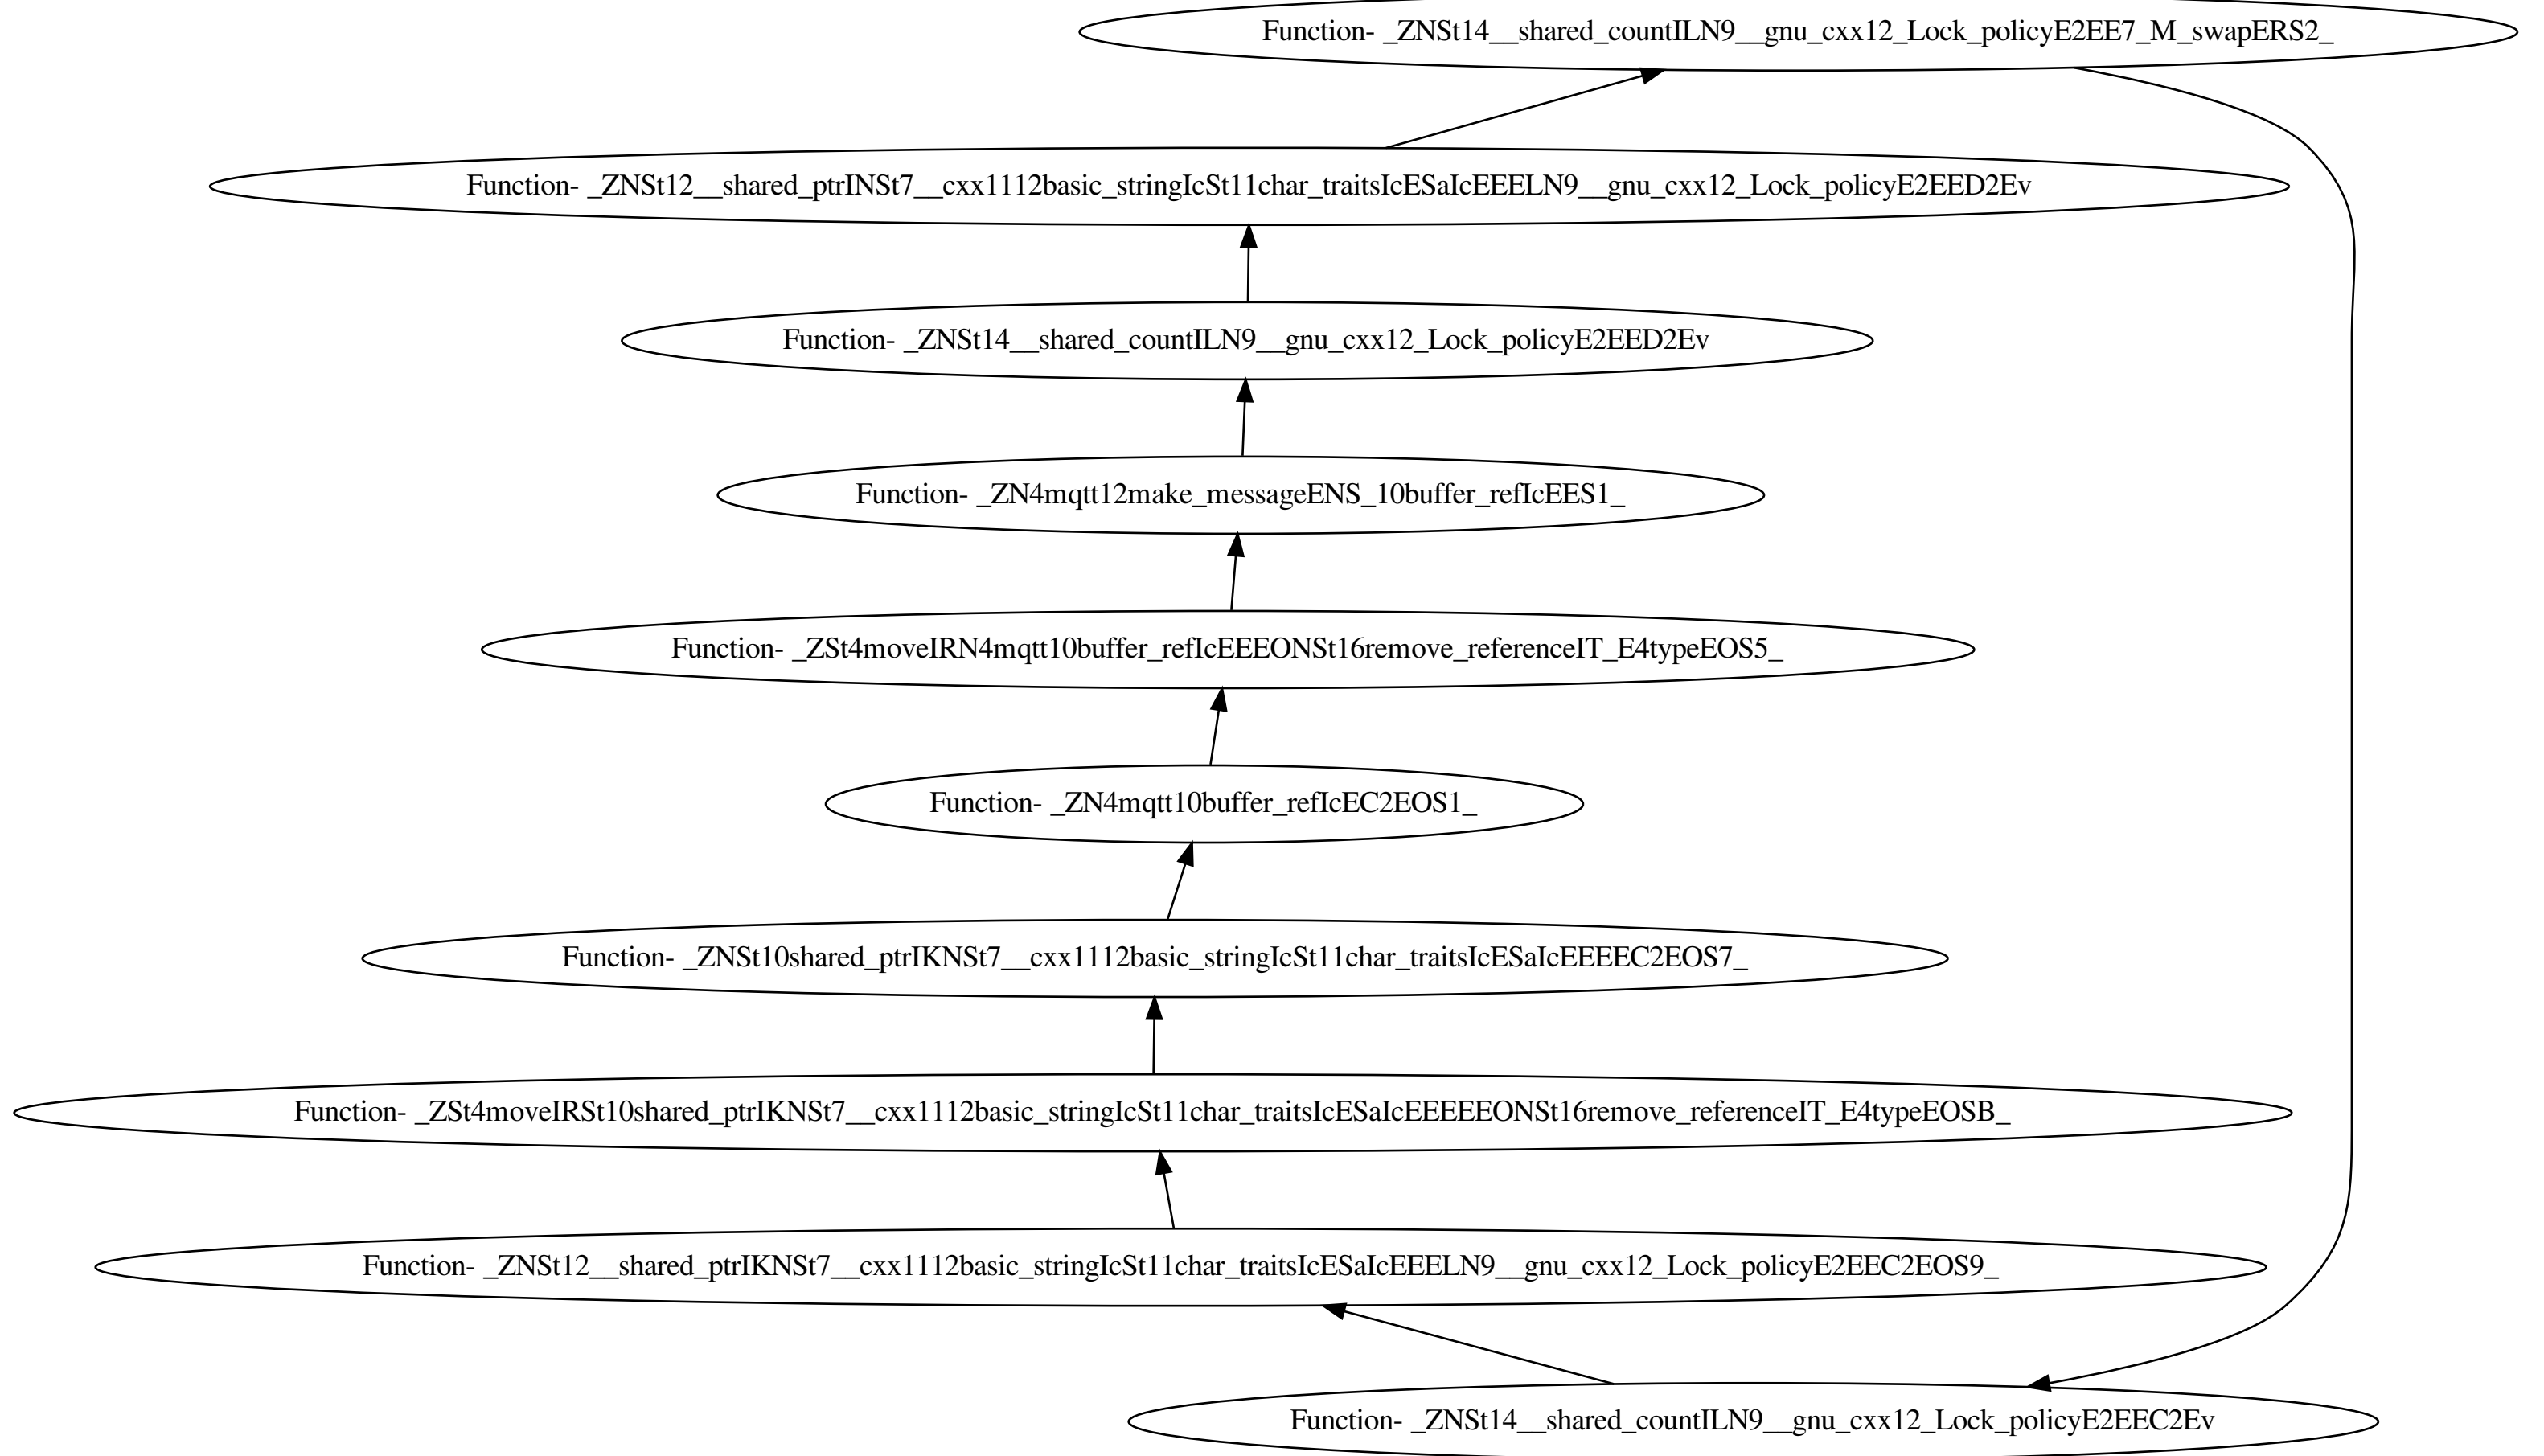 Function- _ZNSt14__shared_countILN9__gnu_cxx12_Lock_policyE2EE7_M_swapERS2_
Function- _ZNSt12__shared_ptrINSt7__cxx1112basic_stringIcSt11char_traitsIcESaIcEEELN9__gnu_cxx12_Lock_policyE2EED2Ev
Function- _ZNSt14__shared_countILN9__gnu_cxx12_Lock_policyE2EED2Ev
Function- _ZN4mqtt12make_messageENS_10buffer_refIcEES1_
Function- _ZSt4moveIRN4mqtt10buffer_refIcEEEONSt16remove_referenceIT_E4typeEOS5_
Function- _ZN4mqtt10buffer_refIcEC2EOS1_
Function- _ZNSt10shared_ptrIKNSt7__cxx1112basic_stringIcSt11char_traitsIcESaIcEEEEC2EOS7_
Function- _ZSt4moveIRSt10shared_ptrIKNSt7__cxx1112basic_stringIcSt11char_traitsIcESaIcEEEEEONSt16remove_referenceIT_E4typeEOSB_
Function- _ZNSt12__shared_ptrIKNSt7__cxx1112basic_stringIcSt11char_traitsIcESaIcEEELN9__gnu_cxx12_Lock_policyE2EEC2EOS9_
Function- _ZNSt14__shared_countILN9__gnu_cxx12_Lock_policyE2EEC2Ev